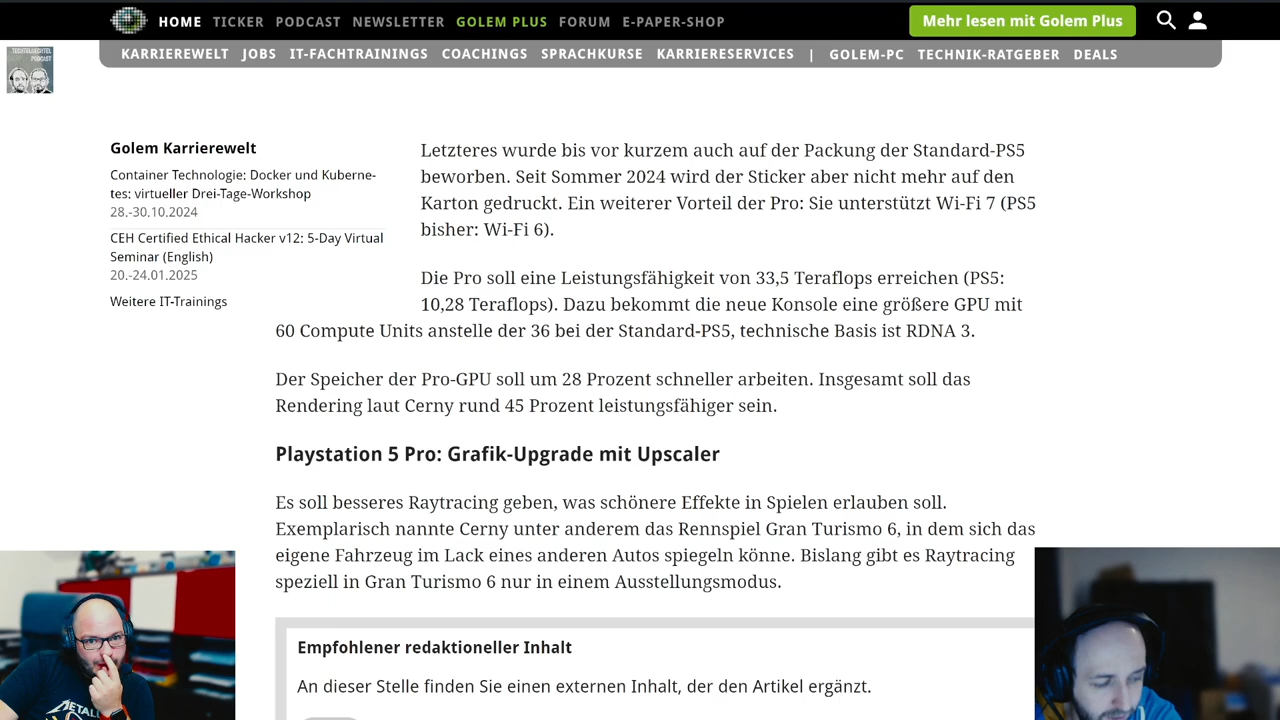 HOME TICKER PODCAST NEWSLETTER GOLEM PLUS FORUM E-PAPER-SHOP
Mehr lesen mit Golem Plus
KARRIEREWELT JOBS IT-FACHTRAININGS COACHINGS SPRACHKURSE KARRIERESERVICES | GOLEM-PC TECHNIK-RATGEBER DEALS
TECHTELMECHTEL
PODCAST
Golem Karrierewelt
Container Technologie: Docker und Kuberne-
tes: virtueller Drei-Tage-Workshop
28.-30.10.2024
CEH Certified Ethical Hacker v12: 5-Day Virtual
Seminar (English)
20.-24.01.2025
Weitere IT-Trainings
Letzteres wurde bis vor kurzem auch auf der Packung der Standard-PS5
beworben. Seit Sommer 2024 wird der Sticker aber nicht mehr auf den
Karton gedruckt. Ein weiterer Vorteil der Pro: Sie unterstützt Wi-Fi 7 (PS5
bisher: Wi-Fi 6).
Die Pro soll eine Leistungsfähigkeit von 33,5 Teraflops erreichen (PS5:
10,28 Teraflops). Dazu bekommt die neue Konsole eine größere GPU mit
60 Compute Units anstelle der 36 bei der Standard-PS5, technische Basis ist RDNA 3.
Der Speicher der Pro-GPU soll um 28 Prozent schneller arbeiten. Insgesamt soll das
Rendering laut Cerny rund 45 Prozent leistungsfähiger sein.
Playstation 5 Pro: Grafik-Upgrade mit Upscaler
Es soll besseres Raytracing geben, was schönere Effekte in Spielen erlauben soll.
Exemplarisch nannte Cerny unter anderem das Rennspiel Gran Turismo 6, in dem sich das
eigene Fahrzeug im Lack eines anderen Autos spiegeln könne. Bislang gibt es Raytracing
speziell in Gran Turismo 6 nur in einem Ausstellungsmodus.
Empfohlener redaktioneller Inhalt
An dieser Stelle finden Sie einen externen Inhalt, der den Artikel ergänzt.